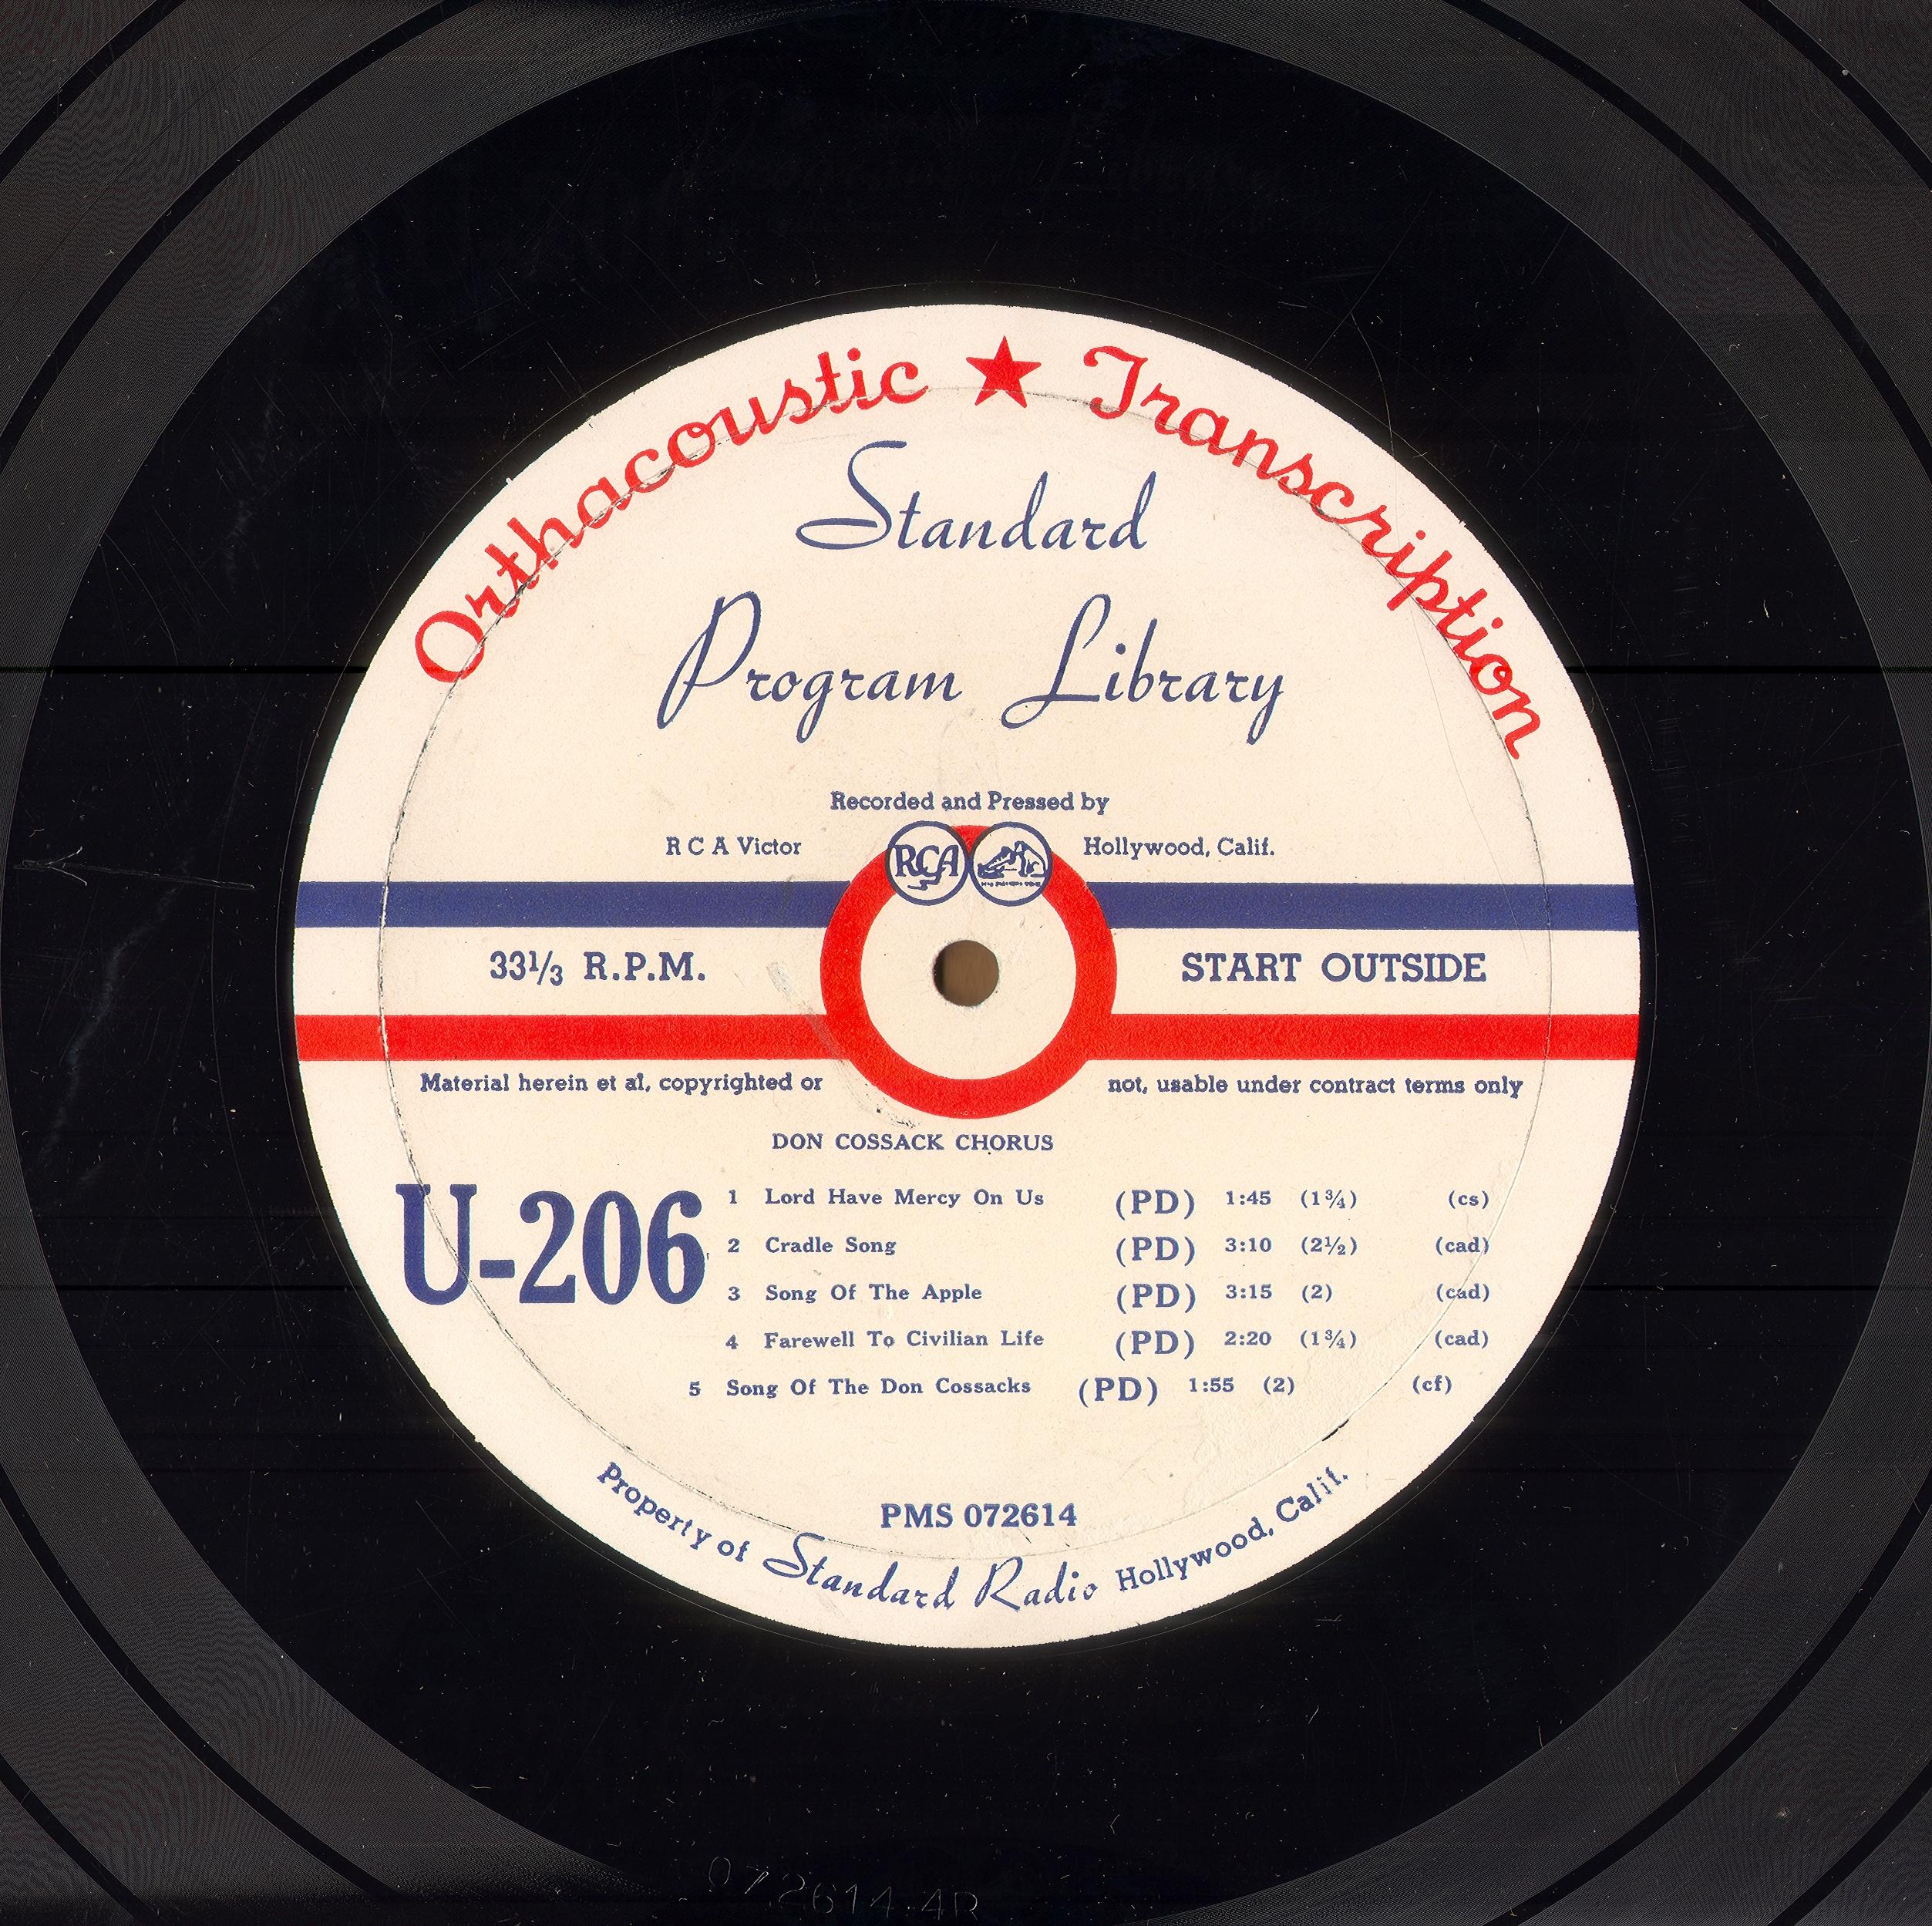 Orthacoustic ★ Transcription
Standard
Program Library
Recorded and Pressed by
R C A Victor RCA Hollywood, Calif.
33⅓ R.P.M. START OUTSIDE
Material herein et al, copyrighted or not, usable under contract terms only
DON COSSACK CHORUS
U-206
1 Lord Have Mercy On Us (PD) 1:45 (1¾) (cs)
2 Cradle Song (PD) 3:10 (2½) (cad)
3 Song Of The Apple (PD) 3:15 (2) (cad)
4 Farewell To Civilian Life (PD) 2:20 (1¾) (cad)
5 Song Of The Don Cossacks (PD) 1:55 (2) (cf)
PMS 072614
Property of Standard Radio Hollywood, Calif.
072614-4R